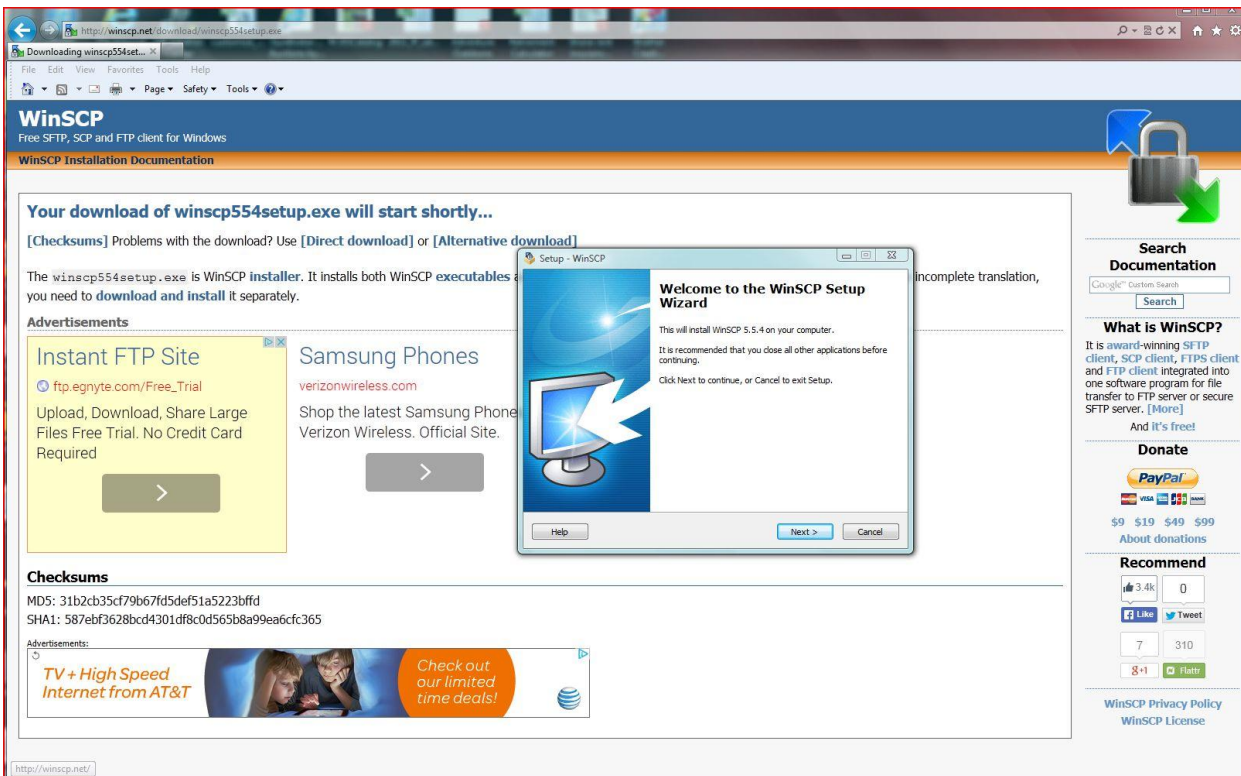 http://winscp.net/download/winscp554setup.exe
Downloading winscp554set...
File Edit View Favorites Tools Help
Page Safety Tools
WinSCP
Free SFTP, SCP and FTP client for Windows
WinSCP Installation Documentation
Your download of winscp554setup.exe will start shortly...
[Checksums] Problems with the download? Use [Direct download] or [Alternative download]
The winscp554setup.exe is WinSCP installer. It installs both WinSCP executables a
incomplete translation,
you need to download and install it separately.
Advertisements
Instant FTP Site
ftp.egnyte.com/Free_Trial
Upload, Download, Share Large
Files Free Trial. No Credit Card
Required
Samsung Phones
verizonwireless.com
Shop the latest Samsung Phone
Verizon Wireless. Official Site.
Setup - WinSCP
Welcome to the WinSCP Setup
Wizard
This will install WinSCP 5.5.4 on your computer.
It is recommended that you close all other applications before
continuing.
Click Next to continue, or Cancel to exit Setup.
Help
Next >
Cancel
Checksums
MD5: 31b2cb35cf79b67fd5def51a5223bffd
SHA1: 587ebf3628bcd4301df8c0d565b8a99ea6cfc365
Advertisements:
TV + High Speed
Internet from AT&T
Check out
our limited
time deals!
at&t
Search
Documentation
Google™ Custom Search
Search
What is WinSCP?
It is award-winning SFTP
client, SCP client, FTPS client
and FTP client integrated into
one software program for file
transfer to FTP server or secure
SFTP server. [More]
And it's free!
Donate
PayPal
VISA
BANK
$9 $19 $49 $99
About donations
Recommend
3.4k
0
Like
Tweet
7
310
g+1
Flattr
WinSCP Privacy Policy
WinSCP License
http://winscp.net/